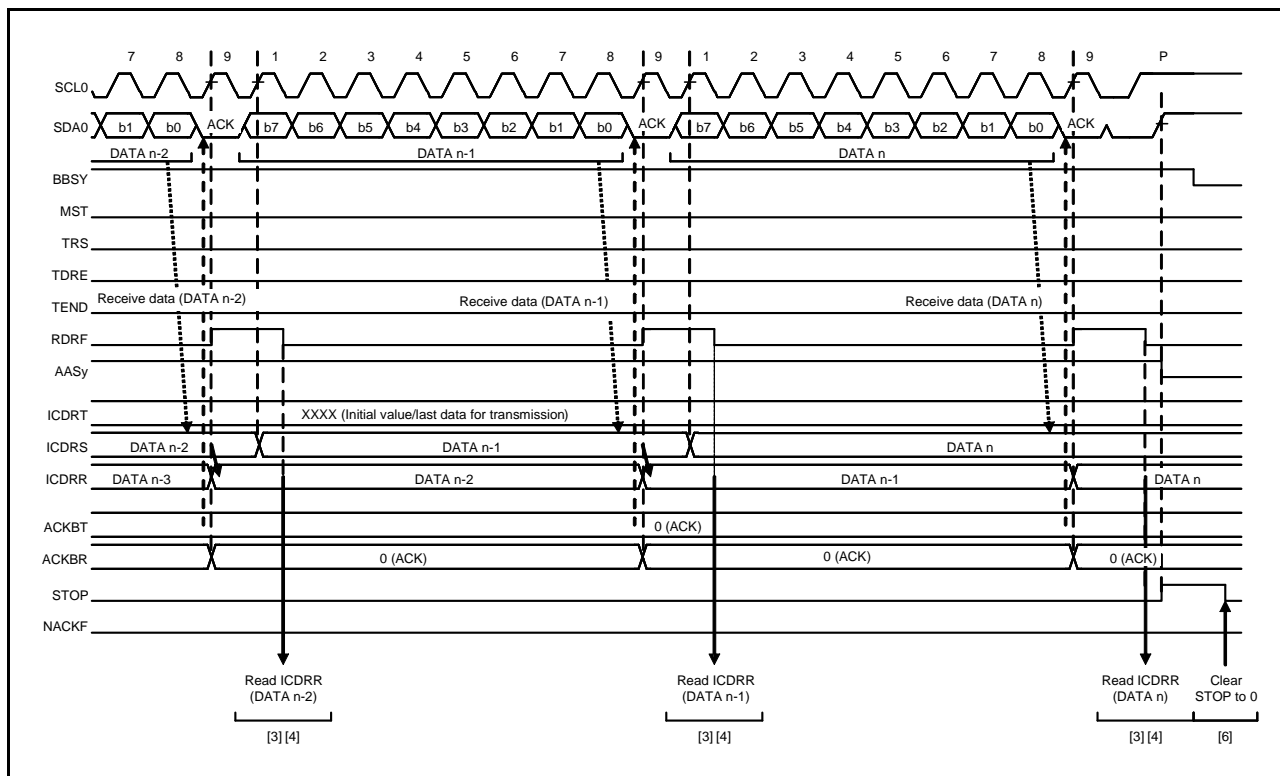 7 8 9 1 2 3 4 5 6 7 8 9 1 2 3 4 5 6 7 8 9 P
SCL0
SDA0 b1 b0 ACK b7 b6 b5 b4 b3 b2 b1 b0 ACK b7 b6 b5 b4 b3 b2 b1 b0 ACK
DATA n-2 DATA n-1 DATA n
BBSY
MST
TRS
TDRE
Receive data (DATA n-2) Receive data (DATA n-1) Receive data (DATA n)
TEND
RDRF
AASy
ICDRT XXXX (Initial value/last data for transmission)
ICDRS DATA n-2 DATA n-1 DATA n
ICDRR DATA n-3 DATA n-2 DATA n-1 DATA n
ACKBT 0 (ACK)
ACKBR 0 (ACK) 0 (ACK) 0 (ACK)
STOP
NACKF
Read ICDRR Read ICDRR Read ICDRR Clear
(DATA n-2) (DATA n-1) (DATA n) STOP to 0
[3] [4] [3] [4] [3] [4] [6]